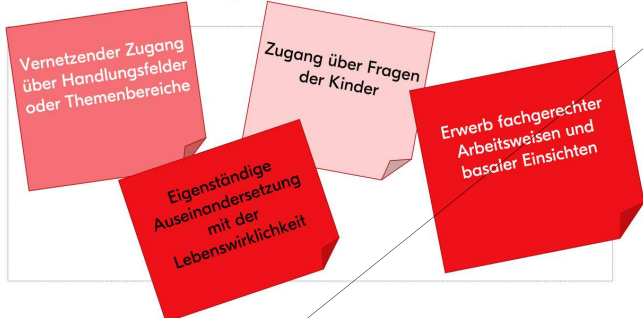 Vernetzender Zugang
über Handlungsfelder
oder Themenbereiche
Zugang über Fragen
der Kinder
Eigenständige
Auseinandersetzung
mit der
Lebenswirklichkeit
Erwerb fachgerechter
Arbeitsweisen und
basaler Einsichten